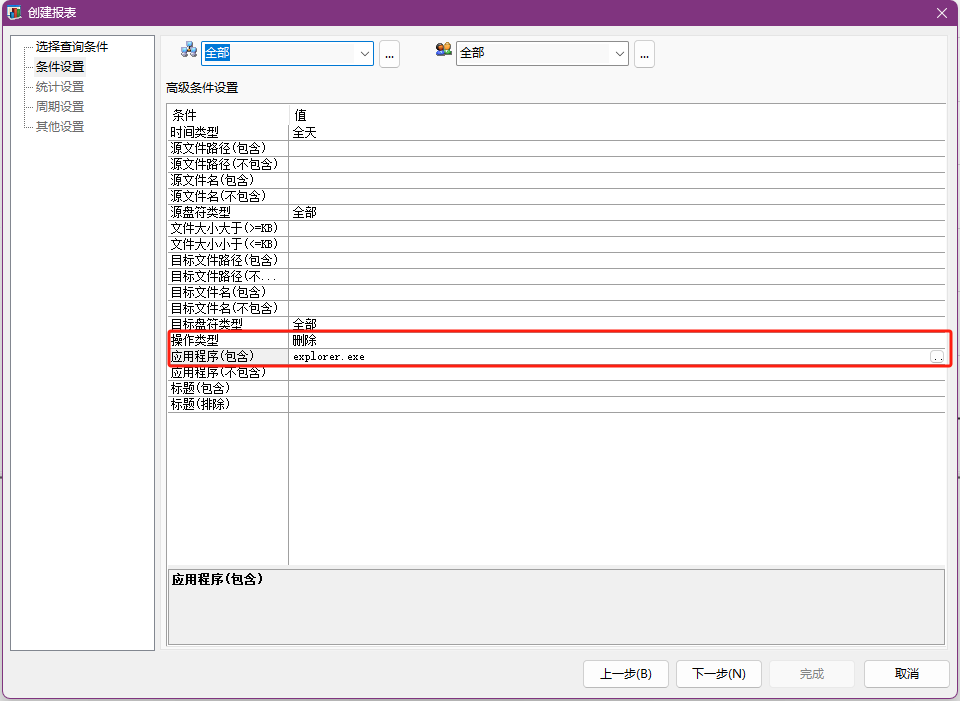 创建报表
选择查询条件
条件设置
统计设置
周期设置
其他设置
全部 ... 全部 ...
高级条件设置
条件 值
时间类型 全天
源文件路径(包含)
源文件路径(不包含)
源文件名(包含)
源文件名(不包含)
源盘符类型 全部
文件大小大于(>=KB)
文件大小小于(<=KB)
目标文件路径(包含)
目标文件路径(不...
目标文件名(包含)
目标文件名(不包含)
目标盘符类型 全部
操作类型 删除
应用程序(包含) explorer.exe ..
应用程序(不包含)
标题(包含)
标题(排除)
应用程序(包含)
上一步(B) 下一步(N) 完成 取消